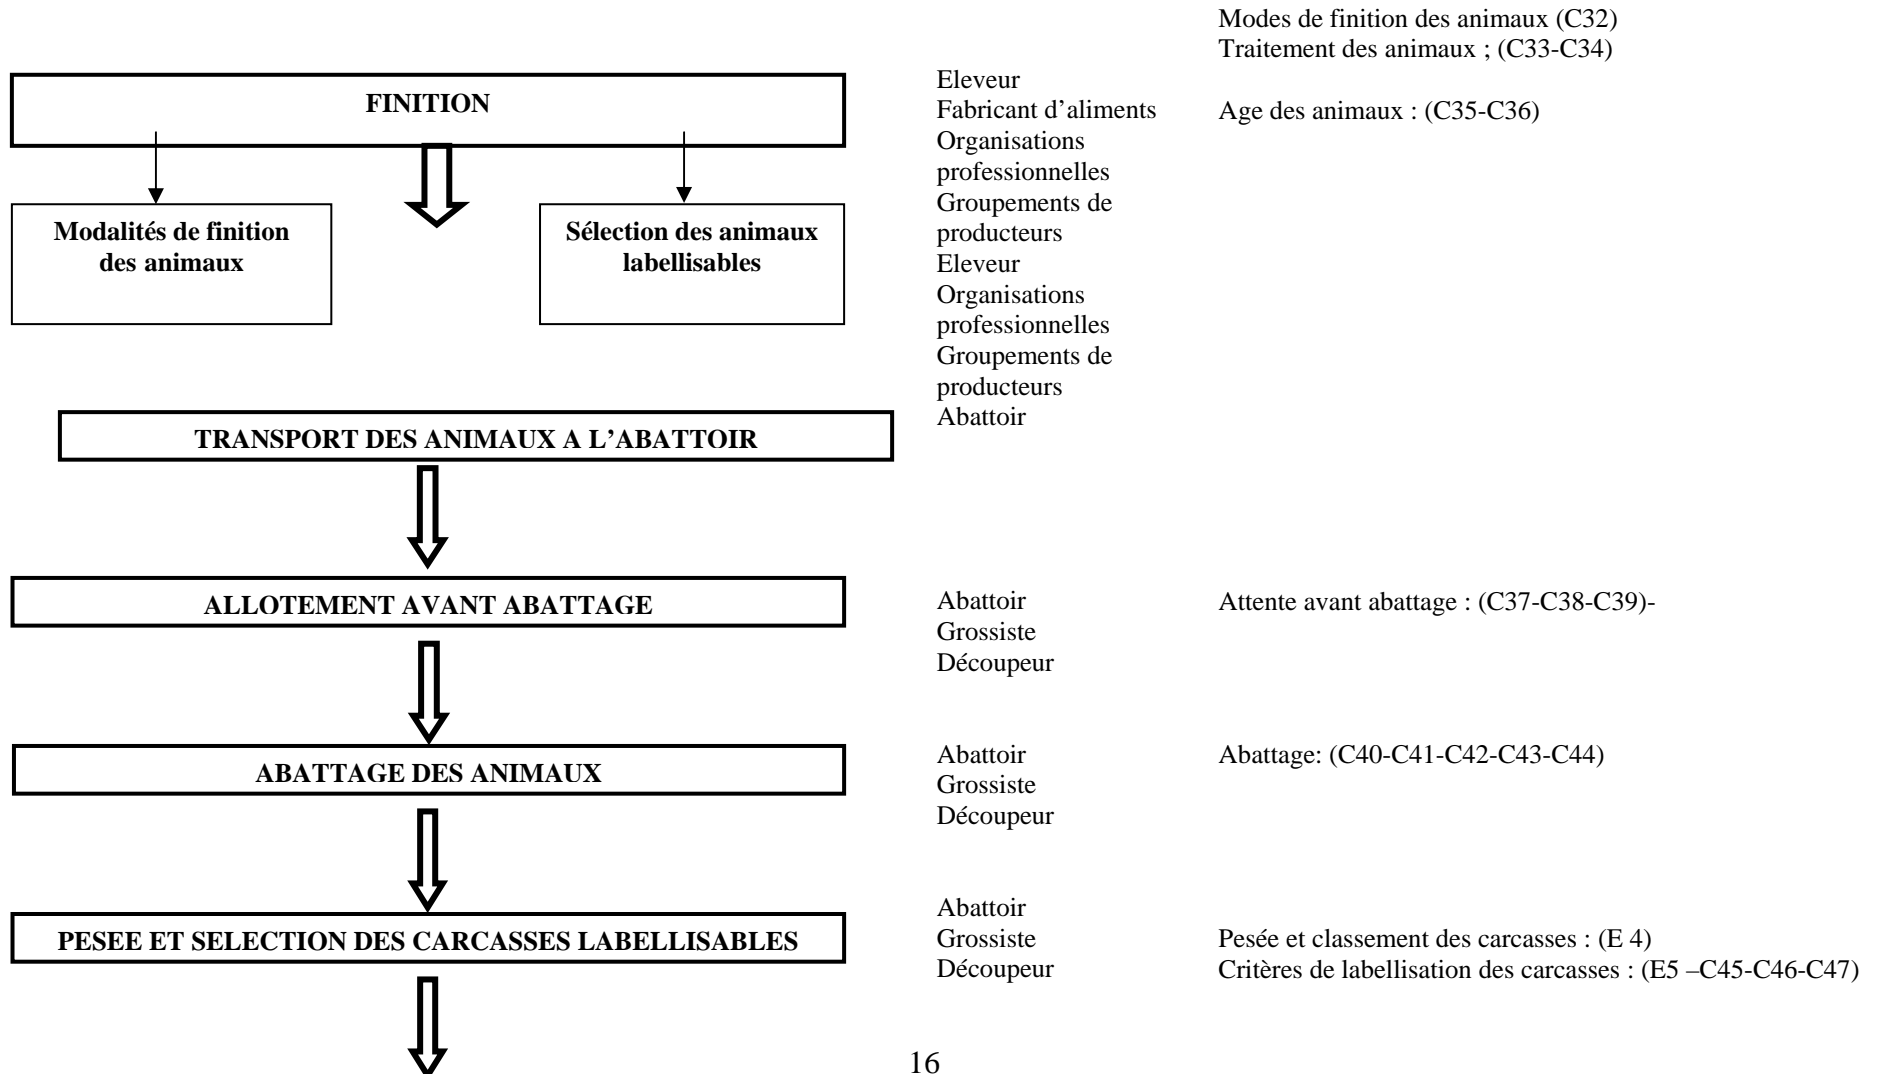 Modes de finition des animaux (C32)
Traitement des animaux ; (C33-C34)
FINITION
Eleveur
Fabricant d’aliments
Age des animaux : (C35-C36)
Organisations
professionnelles
Groupements de
producteurs
Eleveur
Organisations
professionnelles
Groupements de
producteurs
Abattoir
Modalités de finition
des animaux
Sélection des animaux
labellisables
TRANSPORT DES ANIMAUX A L’ABATTOIR
ALLOTEMENT AVANT ABATTAGE
Abattoir
Grossiste
Découpeur
Attente avant abattage : (C37-C38-C39)-
ABATTAGE DES ANIMAUX
Abattoir
Grossiste
Découpeur
Abattage: (C40-C41-C42-C43-C44)
PESEE ET SELECTION DES CARCASSES LABELLISABLES
Abattoir
Grossiste
Découpeur
Pesée et classement des carcasses : (E 4)
Critères de labellisation des carcasses : (E5 –C45-C46-C47)
16